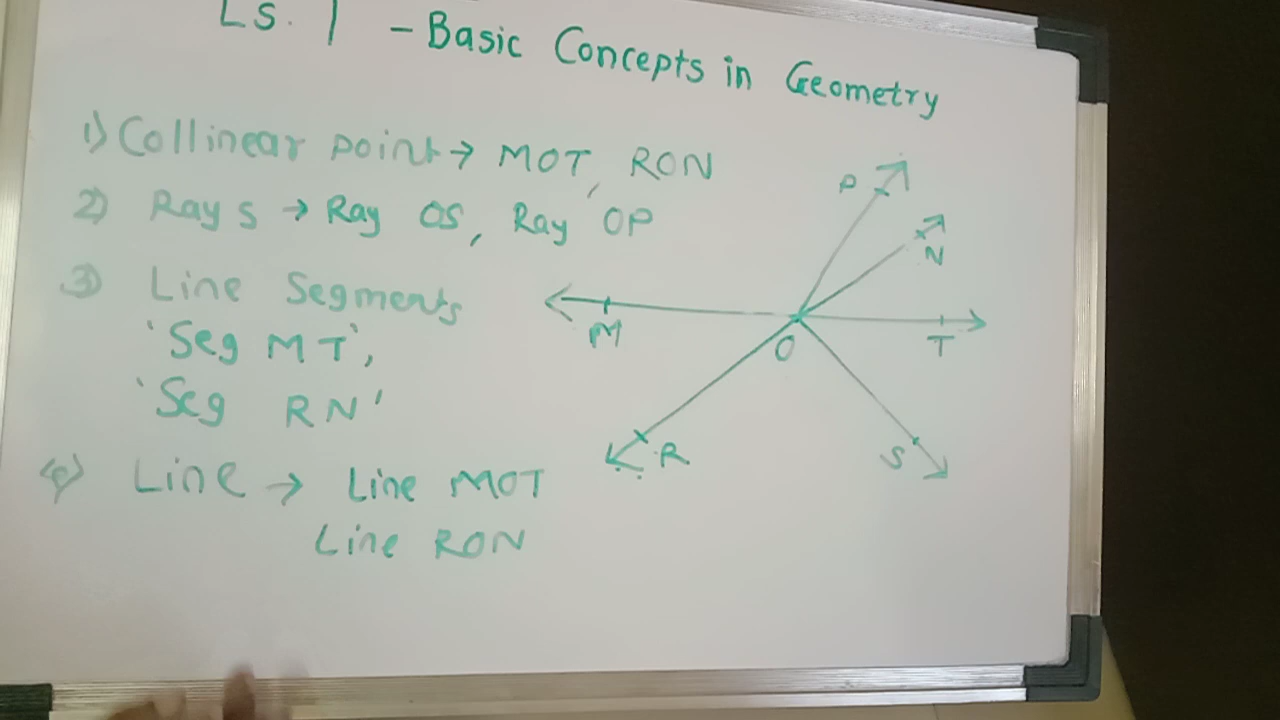 Ls. 1 - Basic Concepts in Geometry
1) Collinear point → MOT, RON
2) Rays → Ray OS, Ray OP
3) Line Segments
'Seg MT',
'Seg RN'
Line → Line MOT
Line RON
P
N
M
O
T
R
S